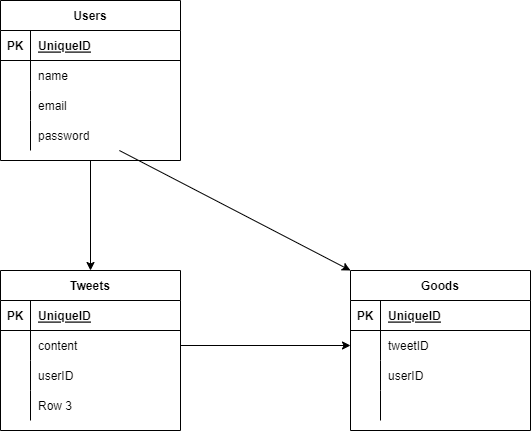 Users
PK UniqueID
name
email
password
Tweets
PK UniqueID
content
userID
Row 3
Goods
PK UniqueID
tweetID
userID